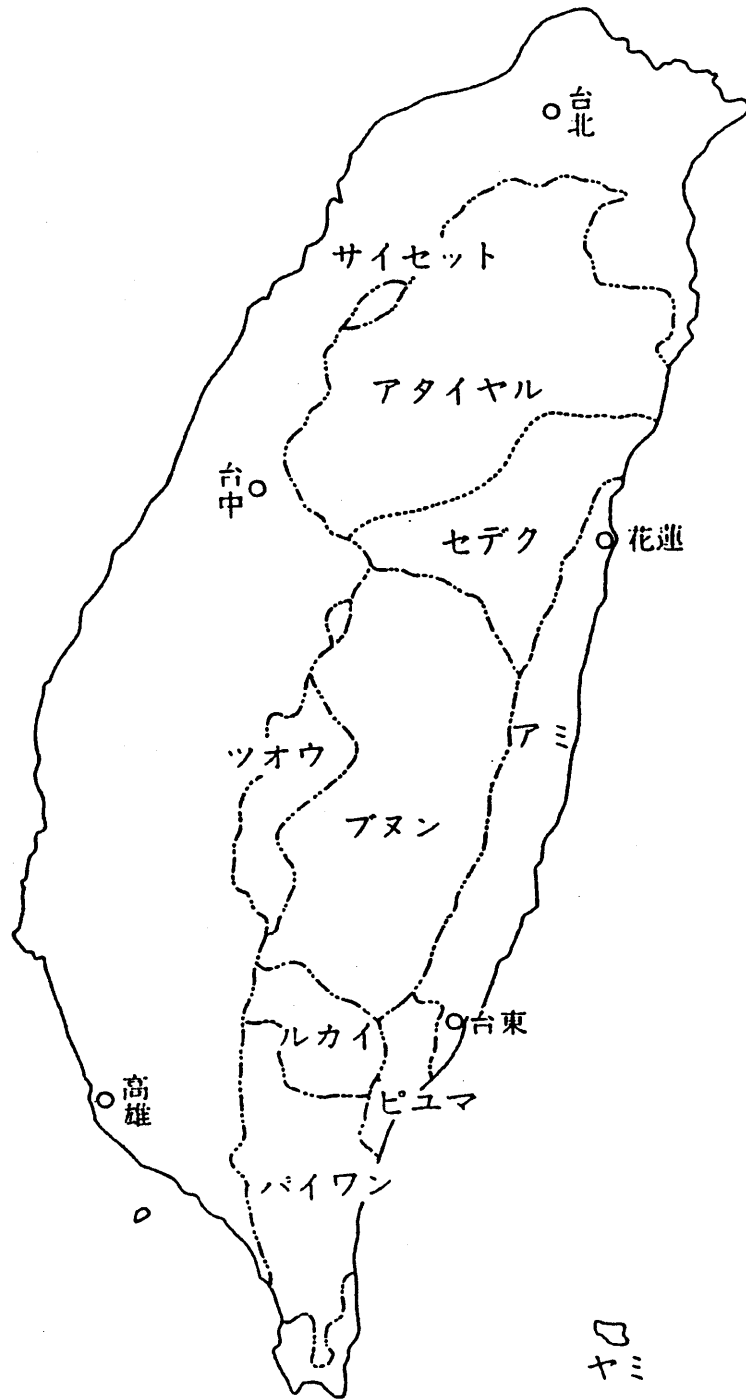 台北
サイセット
アタイヤル
台中
セデク
花蓮
アミ
ツオウ
ブヌン
ルカイ
台東
高雄
ピユマ
パイワン
ヤミ